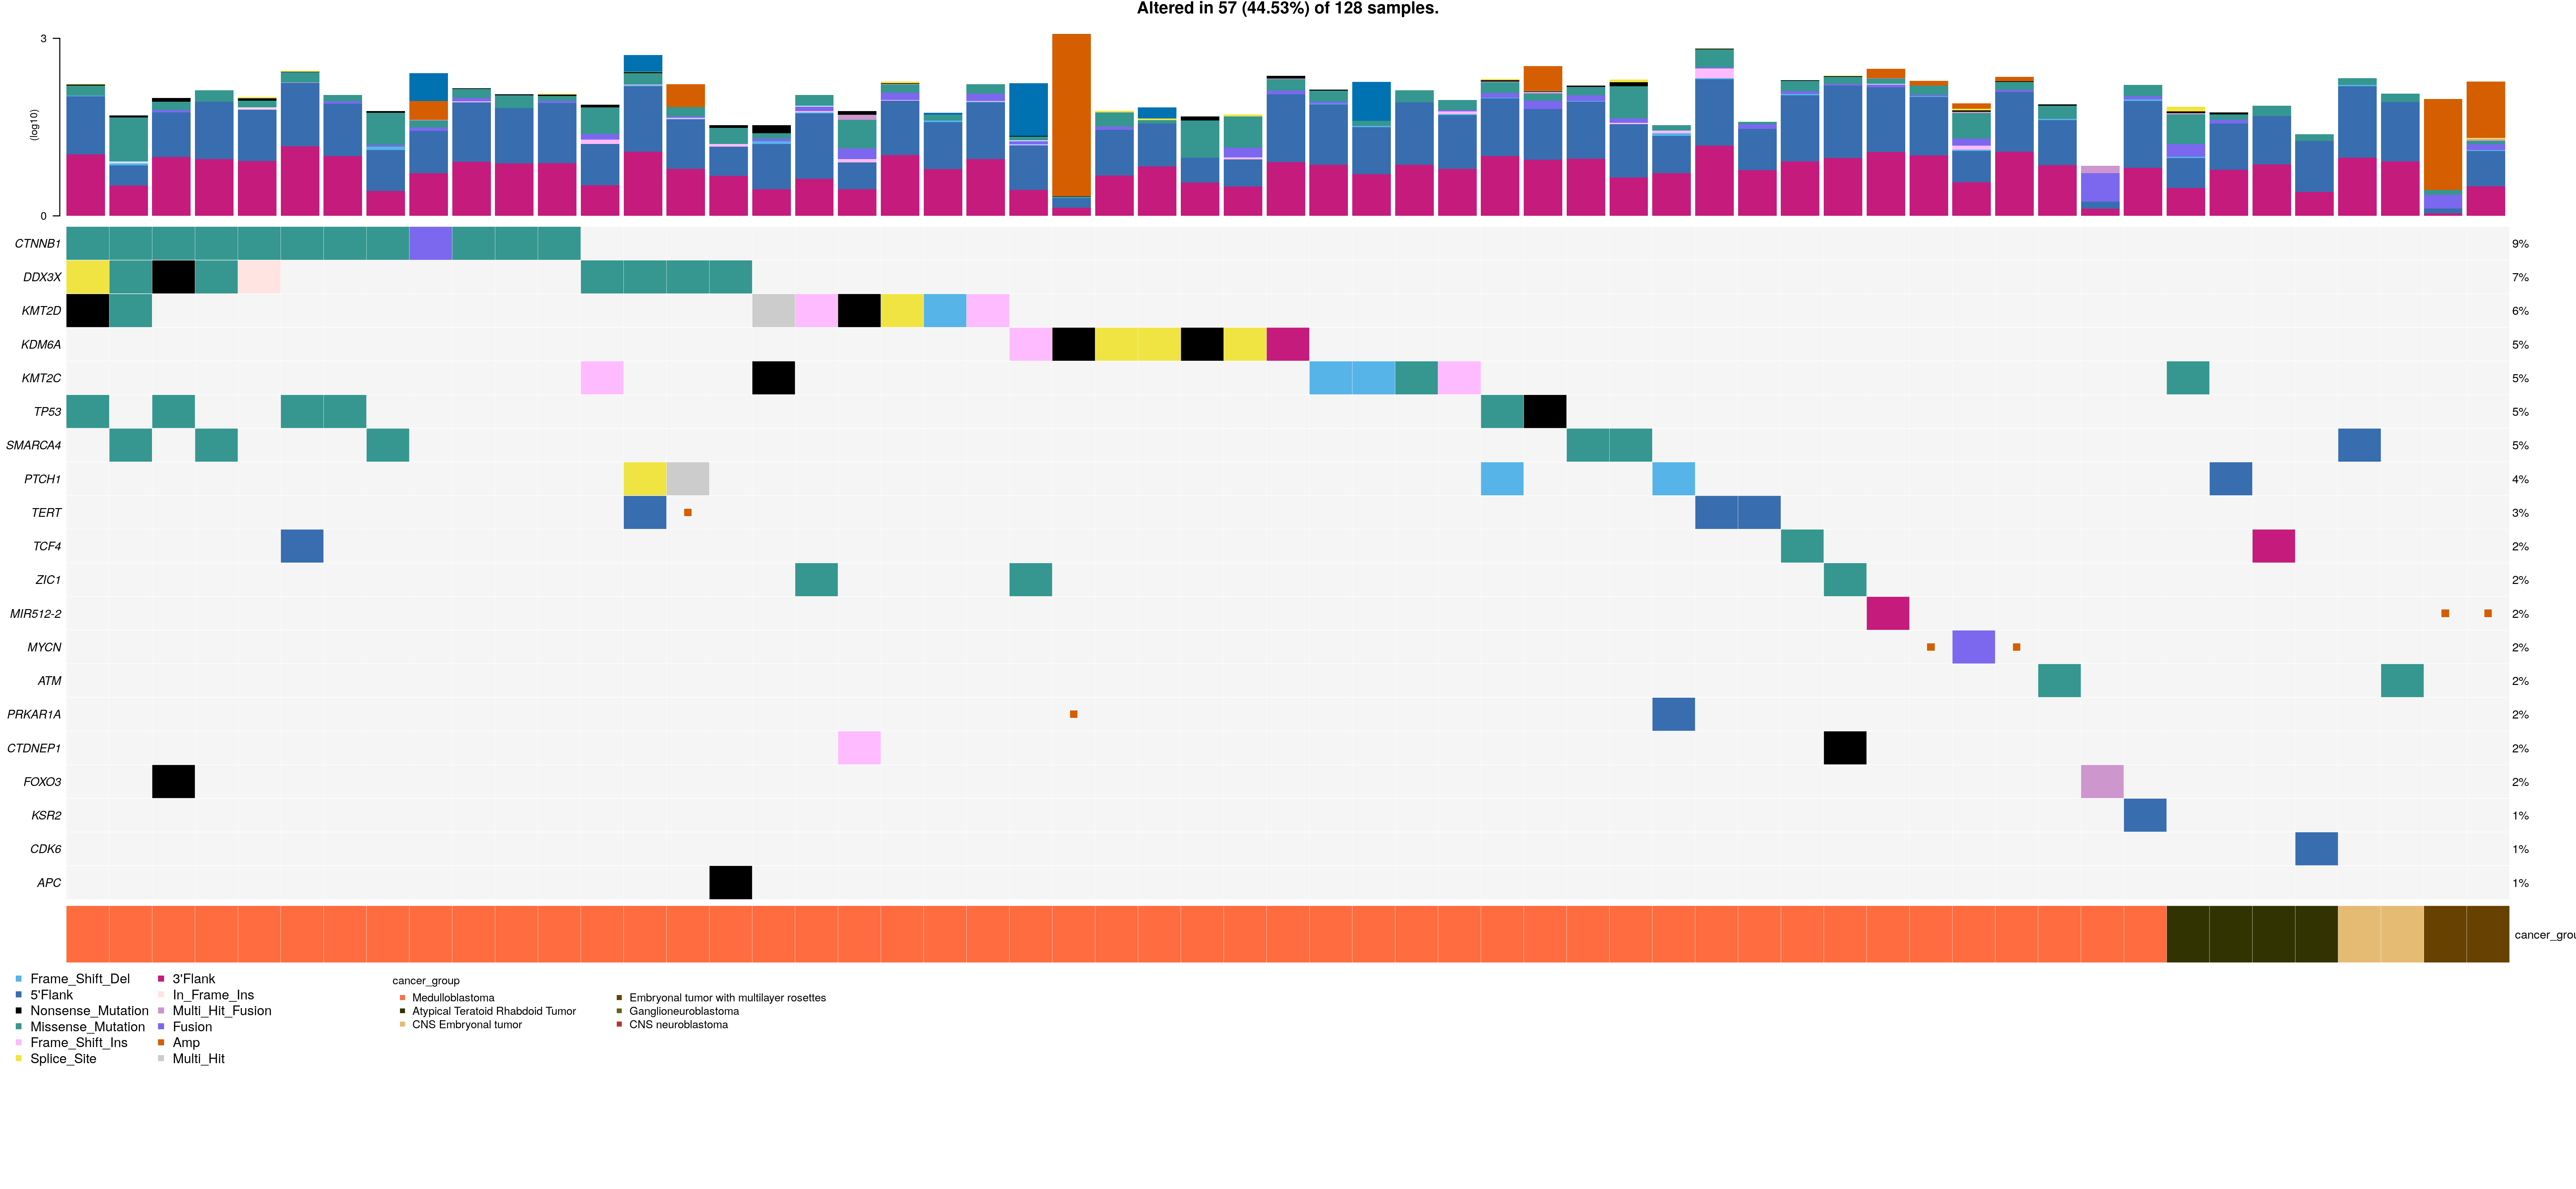 Altered in 57 (44.53%) of 128 samples.
3
(log10)
0
CTNNB1 9%
DDX3X 7%
KMT2D 6%
KDM6A 5%
KMT2C 5%
TP53 5%
SMARCA4 5%
PTCH1 4%
TERT 3%
TCF4 2%
ZIC1 2%
MIR512-2 2%
MYCN 2%
ATM 2%
PRKAR1A 2%
CTDNEP1 2%
FOXO3 2%
KSR2 1%
CDK6 1%
APC 1%
cancer_grou
Frame_Shift_Del 3'Flank
5'Flank In_Frame_Ins
Nonsense_Mutation Multi_Hit_Fusion
Missense_Mutation Fusion
Frame_Shift_Ins Amp
Splice_Site Multi_Hit
cancer_group
Medulloblastoma Embryonal tumor with multilayer rosettes
Atypical Teratoid Rhabdoid Tumor Ganglioneuroblastoma
CNS Embryonal tumor CNS neuroblastoma